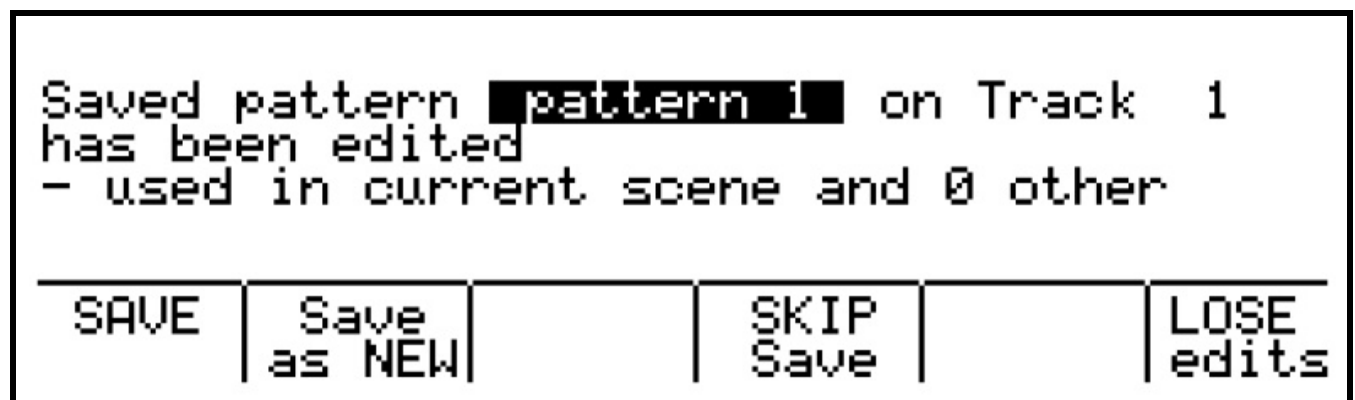 Saved pattern pattern 1 on Track 1
has been edited
- used in current scene and 0 other
SAVE
Save
as NEW
SKIP
Save
LOSE
edits